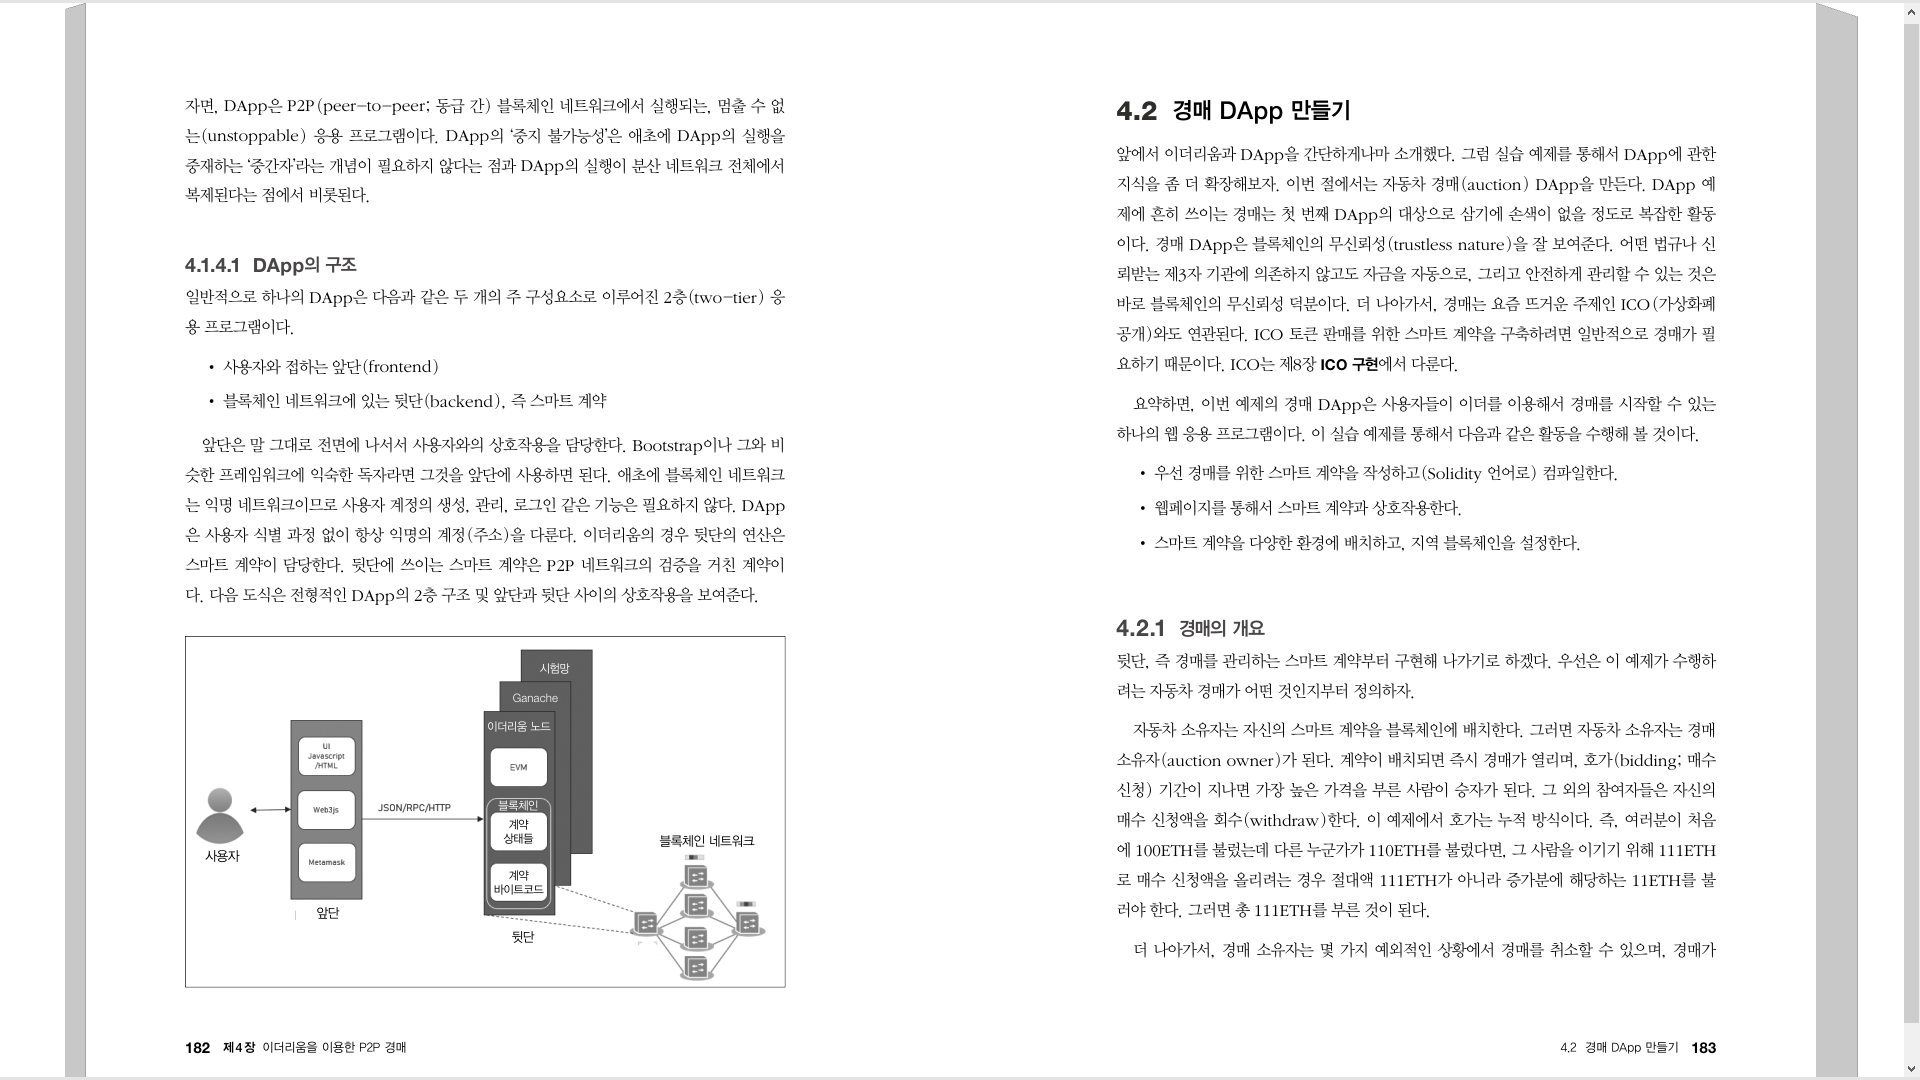 자면, DApp은 P2P(peer-to-peer; 동급 간) 블록체인 네트워크에서 실행되는, 멈출 수 없
는(unstoppable) 응용 프로그램이다. DApp의 ‘중지 불가능성’은 애초에 DApp의 실행을
중재하는 ‘중간자’라는 개념이 필요하지 않다는 점과 DApp의 실행이 분산 네트워크 전체에서
복제된다는 점에서 비롯된다.
4.1.4.1 DApp의 구조
일반적으로 하나의 DApp은 다음과 같은 두 개의 주 구성요소로 이루어진 2층(two-tier) 응
용 프로그램이다.
• 사용자와 접하는 앞단(frontend)
• 블록체인 네트워크에 있는 뒷단(backend), 즉 스마트 계약
앞단은 말 그대로 전면에 나서서 사용자와의 상호작용을 담당한다. Bootstrap이나 그와 비
슷한 프레임워크에 익숙한 독자라면 그것을 앞단에 사용하면 된다. 애초에 블록체인 네트워크
는 익명 네트워크이므로 사용자 계정의 생성, 관리, 로그인 같은 기능은 필요하지 않다. DApp
은 사용자 식별 과정 없이 항상 익명의 계정(주소)을 다룬다. 이더리움의 경우 뒷단의 연산은
스마트 계약이 담당한다. 뒷단에 쓰이는 스마트 계약은 P2P 네트워크의 검증을 거친 계약이
다. 다음 도식은 전형적인 DApp의 2층 구조 및 앞단과 뒷단 사이의 상호작용을 보여준다.
시험망
Ganache
이더리움 노드
UI
Javascript
/HTML
EVM
Web3js
JSON/RPC/HTTP
블록체인
계약
상태들
사용자
Metamask
블록체인 네트워크
계약
바이트코드
앞단
뒷단
182 제4장 이더리움을 이용한 P2P 경매
4.2 경매 DApp 만들기
앞에서 이더리움과 DApp을 간단하게나마 소개했다. 그럼 실습 예제를 통해서 DApp에 관한
지식을 좀 더 확장해보자. 이번 절에서는 자동차 경매(auction) DApp을 만든다. DApp 예
제에 흔히 쓰이는 경매는 첫 번째 DApp의 대상으로 삼기에 손색이 없을 정도로 복잡한 활동
이다. 경매 DApp은 블록체인의 무신뢰성(trustless nature)을 잘 보여준다. 어떤 법규나 신
뢰받는 제3자 기관에 의존하지 않고도 자금을 자동으로, 그리고 안전하게 관리할 수 있는 것은
바로 블록체인의 무신뢰성 덕분이다. 더 나아가서, 경매는 요즘 뜨거운 주제인 ICO(가상화폐
공개)와도 연관된다. ICO 토큰 판매를 위한 스마트 계약을 구축하려면 일반적으로 경매가 필
요하기 때문이다. ICO는 제8장 ICO 구현에서 다룬다.
요약하면, 이번 예제의 경매 DApp은 사용자들이 이더를 이용해서 경매를 시작할 수 있는
하나의 웹 응용 프로그램이다. 이 실습 예제를 통해서 다음과 같은 활동을 수행해 볼 것이다.
• 우선 경매를 위한 스마트 계약을 작성하고(Solidity 언어로) 컴파일한다.
• 웹페이지를 통해서 스마트 계약과 상호작용한다.
• 스마트 계약을 다양한 환경에 배치하고, 지역 블록체인을 설정한다.
4.2.1 경매의 개요
뒷단, 즉 경매를 관리하는 스마트 계약부터 구현해 나가기로 하겠다. 우선은 이 예제가 수행하
려는 자동차 경매가 어떤 것인지부터 정의하자.
자동차 소유자는 자신의 스마트 계약을 블록체인에 배치한다. 그러면 자동차 소유자는 경매
소유자(auction owner)가 된다. 계약이 배치되면 즉시 경매가 열리며, 호가(bidding; 매수
신청) 기간이 지나면 가장 높은 가격을 부른 사람이 승자가 된다. 그 외의 참여자들은 자신의
매수 신청액을 회수(withdraw)한다. 이 예제에서 호가는 누적 방식이다. 즉, 여러분이 처음
에 100ETH를 불렀는데 다른 누군가가 110ETH를 불렀다면, 그 사람을 이기기 위해 111ETH
로 매수 신청액을 올리려는 경우 절대액 111ETH가 아니라 증가분에 해당하는 11ETH를 불
러야 한다. 그러면 총 111ETH를 부른 것이 된다.
더 나아가서, 경매 소유자는 몇 가지 예외적인 상황에서 경매를 취소할 수 있으며, 경매가
4.2 경매 DApp 만들기 183